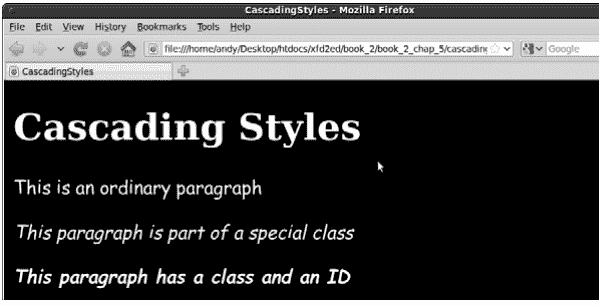 CascadingStyles - Mozilla Firefox
File Edit View History Bookmarks Tools Help
file:///home/andy/Desktop/htdocs/xfd2ed/book_2/book_2_chap_5/cascading Google
CascadingStyles
Cascading Styles
This is an ordinary paragraph
This paragraph is part of a special class
This paragraph has a class and an ID